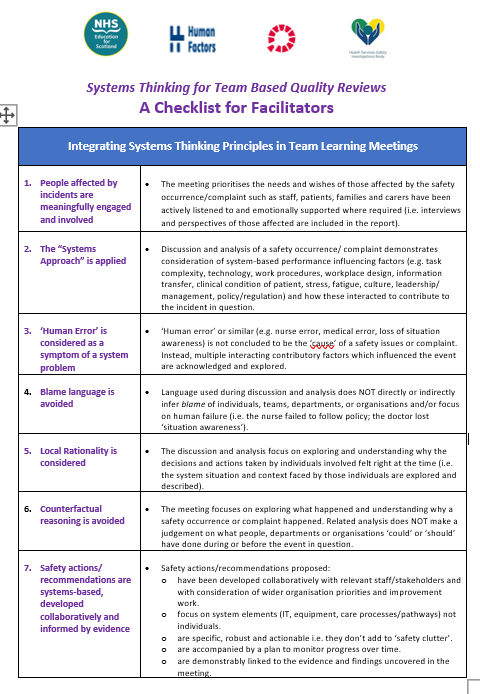 NHS
Education
for
Scotland
Human
Factors
Health Services Safety
Investigations Body
Systems Thinking for Team Based Quality Reviews
A Checklist for Facilitators
Integrating Systems Thinking Principles in Team Learning Meetings
1. People affected by
incidents are
meaningfully engaged
and involved
• The meeting prioritises the needs and wishes of those affected by the safety
occurrence/complaint such as staff, patients, families and carers have been
actively listened to and emotionally supported where required (i.e. interviews
and perspectives of those affected are included in the report).
2. The “Systems
Approach” is applied
• Discussion and analysis of a safety occurrence/ complaint demonstrates
consideration of system-based performance influencing factors (e.g. task
complexity, technology, work procedures, workplace design, information
transfer, clinical condition of patient, stress, fatigue, culture, leadership/
management, policy/regulation) and how these interacted to contribute to
the incident in question.
3. ‘Human Error’ is
considered as a
symptom of a system
problem
• ‘Human error’ or similar (e.g. nurse error, medical error, loss of situation
awareness) is not concluded to be the ‘cause’ of a safety issues or complaint.
Instead, multiple interacting contributory factors which influenced the event
are acknowledged and explored.
4. Blame language is
avoided
• Language used during discussion and analysis does NOT directly or indirectly
infer blame of individuals, teams, departments, or organisations and/or focus
on human failure (i.e. the nurse failed to follow policy; the doctor lost
‘situation awareness’).
5. Local Rationality is
considered
• The discussion and analysis focus on exploring and understanding why the
decisions and actions taken by individuals involved felt right at the time (i.e.
the system situation and context faced by those individuals are explored and
described).
6. Counterfactual
reasoning is avoided
• The meeting focuses on exploring what happened and understanding why a
safety occurrence or complaint happened. Related analysis does NOT make a
judgement on what people, departments or organisations ‘could’ or ‘should’
have done during or before the event in question.
7. Safety actions/
recommendations are
systems-based,
developed
collaboratively and
informed by evidence
• Safety actions/recommendations proposed:
o have been developed collaboratively with relevant staff/stakeholders and
with consideration of wider organisation priorities and improvement
work.
o focus on system elements (IT, equipment, care processes/pathways) not
individuals.
o are specific, robust and actionable i.e. they don’t add to ‘safety clutter’.
o are accompanied by a plan to monitor progress over time.
o are demonstrably linked to the evidence and findings uncovered in the
meeting.